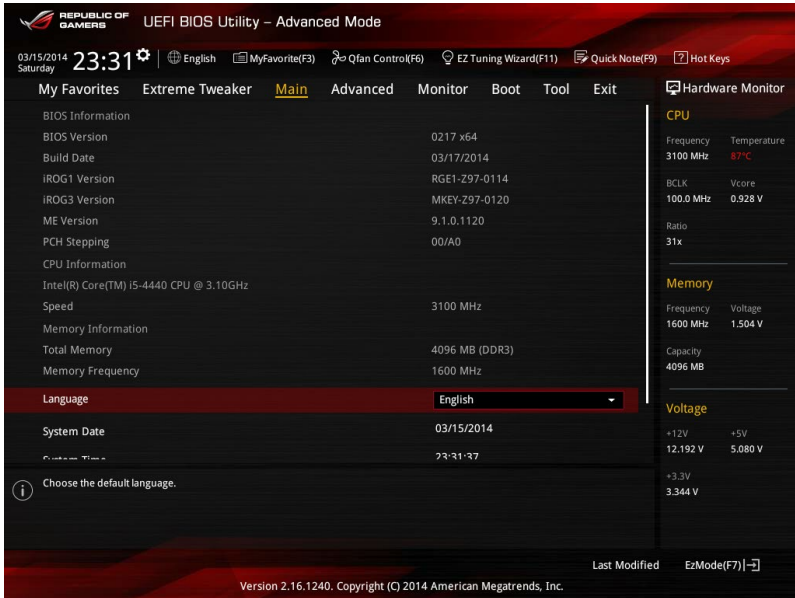 REPUBLIC OF
GAMERS
UEFI BIOS Utility – Advanced Mode
03/15/2014
Saturday
23:31
English
MyFavorite(F3)
Qfan Control(F6)
EZ Tuning Wizard(F11)
Quick Note(F9)
? Hot Keys
My Favorites Extreme Tweaker Main Advanced Monitor Boot Tool Exit
BIOS Information
BIOS Version 0217 x64
Build Date 03/17/2014
iROG1 Version RGE1-Z97-0114
iROG3 Version MKEY-Z97-0120
ME Version 9.1.0.1120
PCH Stepping 00/A0
CPU Information
Intel(R) Core(TM) i5-4440 CPU @ 3.10GHz
Speed 3100 MHz
Memory Information
Total Memory 4096 MB (DDR3)
Memory Frequency 1600 MHz
Language English
System Date 03/15/2014
System Time 23:31:37
Choose the default language.
Hardware Monitor
CPU
Frequency Temperature
3100 MHz 87°C
BCLK Vcore
100.0 MHz 0.928 V
Ratio
31x
Memory
Frequency Voltage
1600 MHz 1.504 V
Capacity
4096 MB
Voltage
+12V +5V
12.192 V 5.080 V
+3.3V
3.344 V
Last Modified
EzMode(F7)
Version 2.16.1240. Copyright (C) 2014 American Megatrends, Inc.